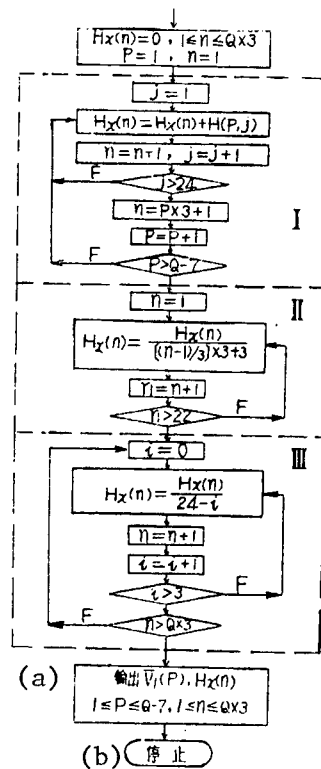 Hx(n)=0 , 1≤n≤Q×3
P=1 , n=1
j=1
Hx(n)=Hx(n)+H(P,j)
n=n+1, j=j+1
F
j>24
n=P×3+1
I
P=P+1
F
P>Q-7
n=1
II
Hx(n)= Hx(n) / {[(n-1)/3]×3+3
n=n+1
n>22
F
i=0
III
Hx(n)= Hx(n) / 24-i
n=n+1
i=i+1
i>3
F
F
n>Q×3
(a)
输出 V̄₁(P),Hx(n)
1≤P≤Q-7, 1≤n≤Q×3
(b)
停止